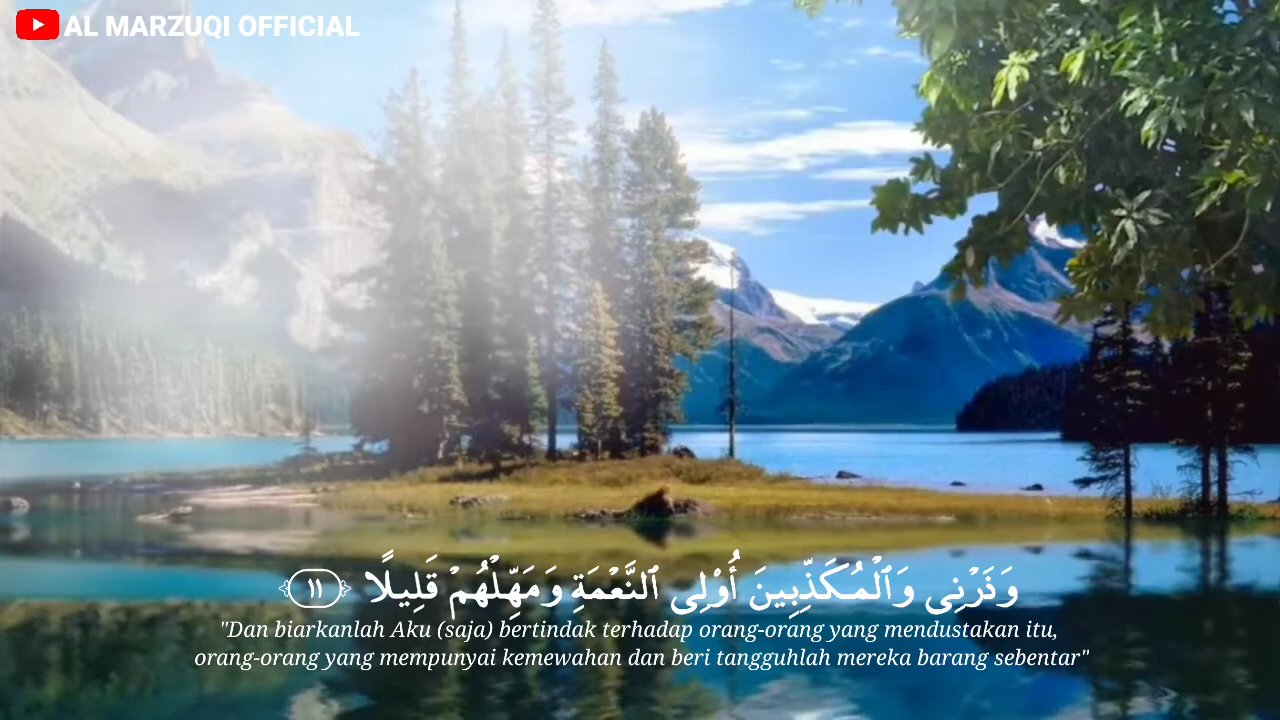 AL MARZUQI OFFICIAL
وَذَرْنِى وَٱلْمُكَذِّبِينَ أُو۟لِى ٱلنَّعْمَةِ وَمَهِّلْهُمْ قَلِيلًا ١١
"Dan biarkanlah Aku (saja) bertindak terhadap orang-orang yang mendustakan itu,
orang-orang yang mempunyai kemewahan dan beri tangguhlah mereka barang sebentar"